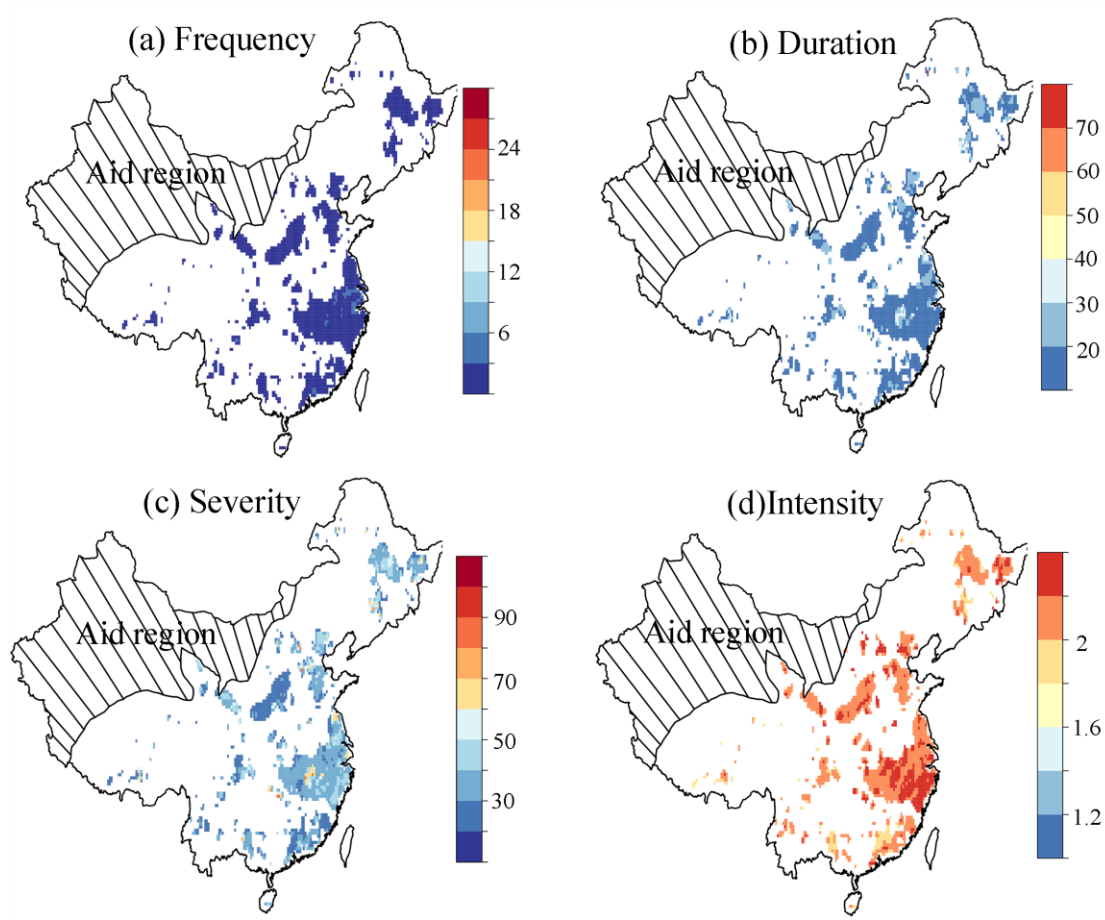 (a) Frequency
Aid region
24
18
12
6
(b) Duration
Aid region
70
60
50
40
30
20
(c) Severity
Aid region
90
70
50
30
(d)Intensity
Aid region
2
1.6
1.2